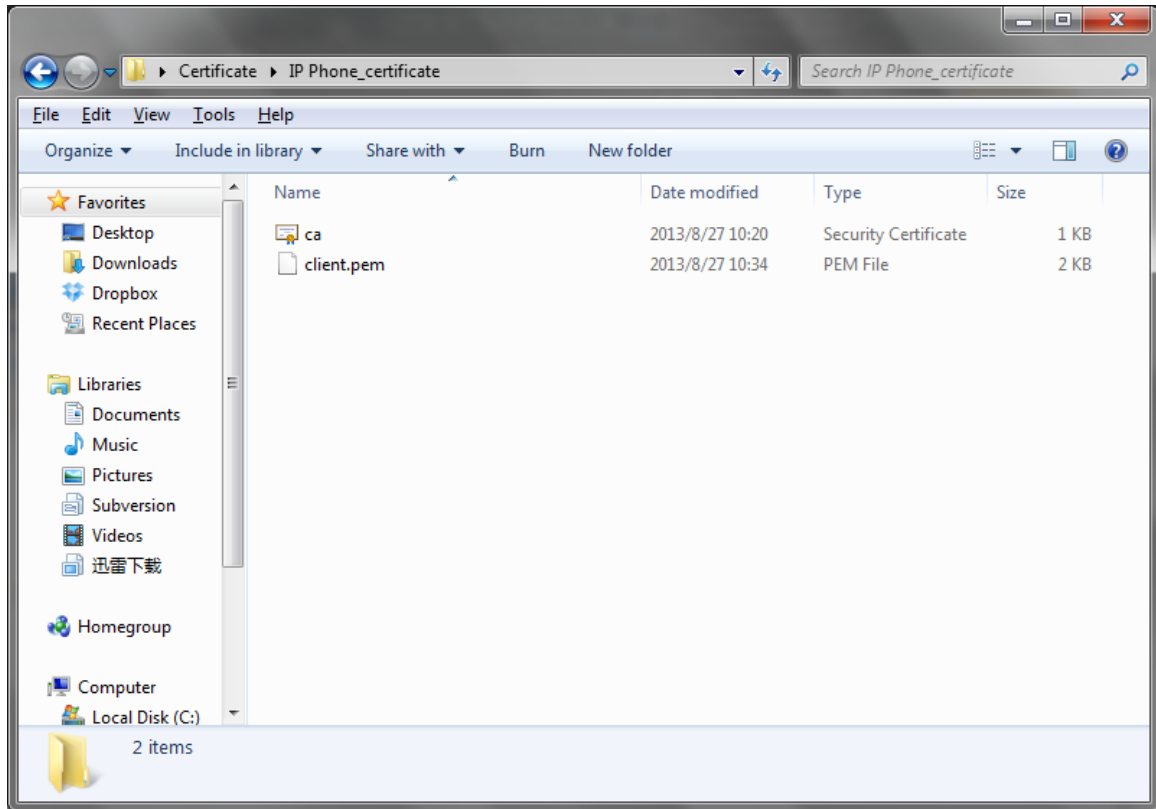 Certificate IP Phone_certificate Search IP Phone_certificate
File Edit View Tools Help
Organize Include in library Share with Burn New folder
Favorites
Desktop
Downloads
Dropbox
Recent Places
Libraries
Documents
Music
Pictures
Subversion
Videos
迅雷下载
Homegroup
Computer
Local Disk (C:)
Name Date modified Type Size
ca 2013/8/27 10:20 Security Certificate 1 KB
client.pem 2013/8/27 10:34 PEM File 2 KB
2 items